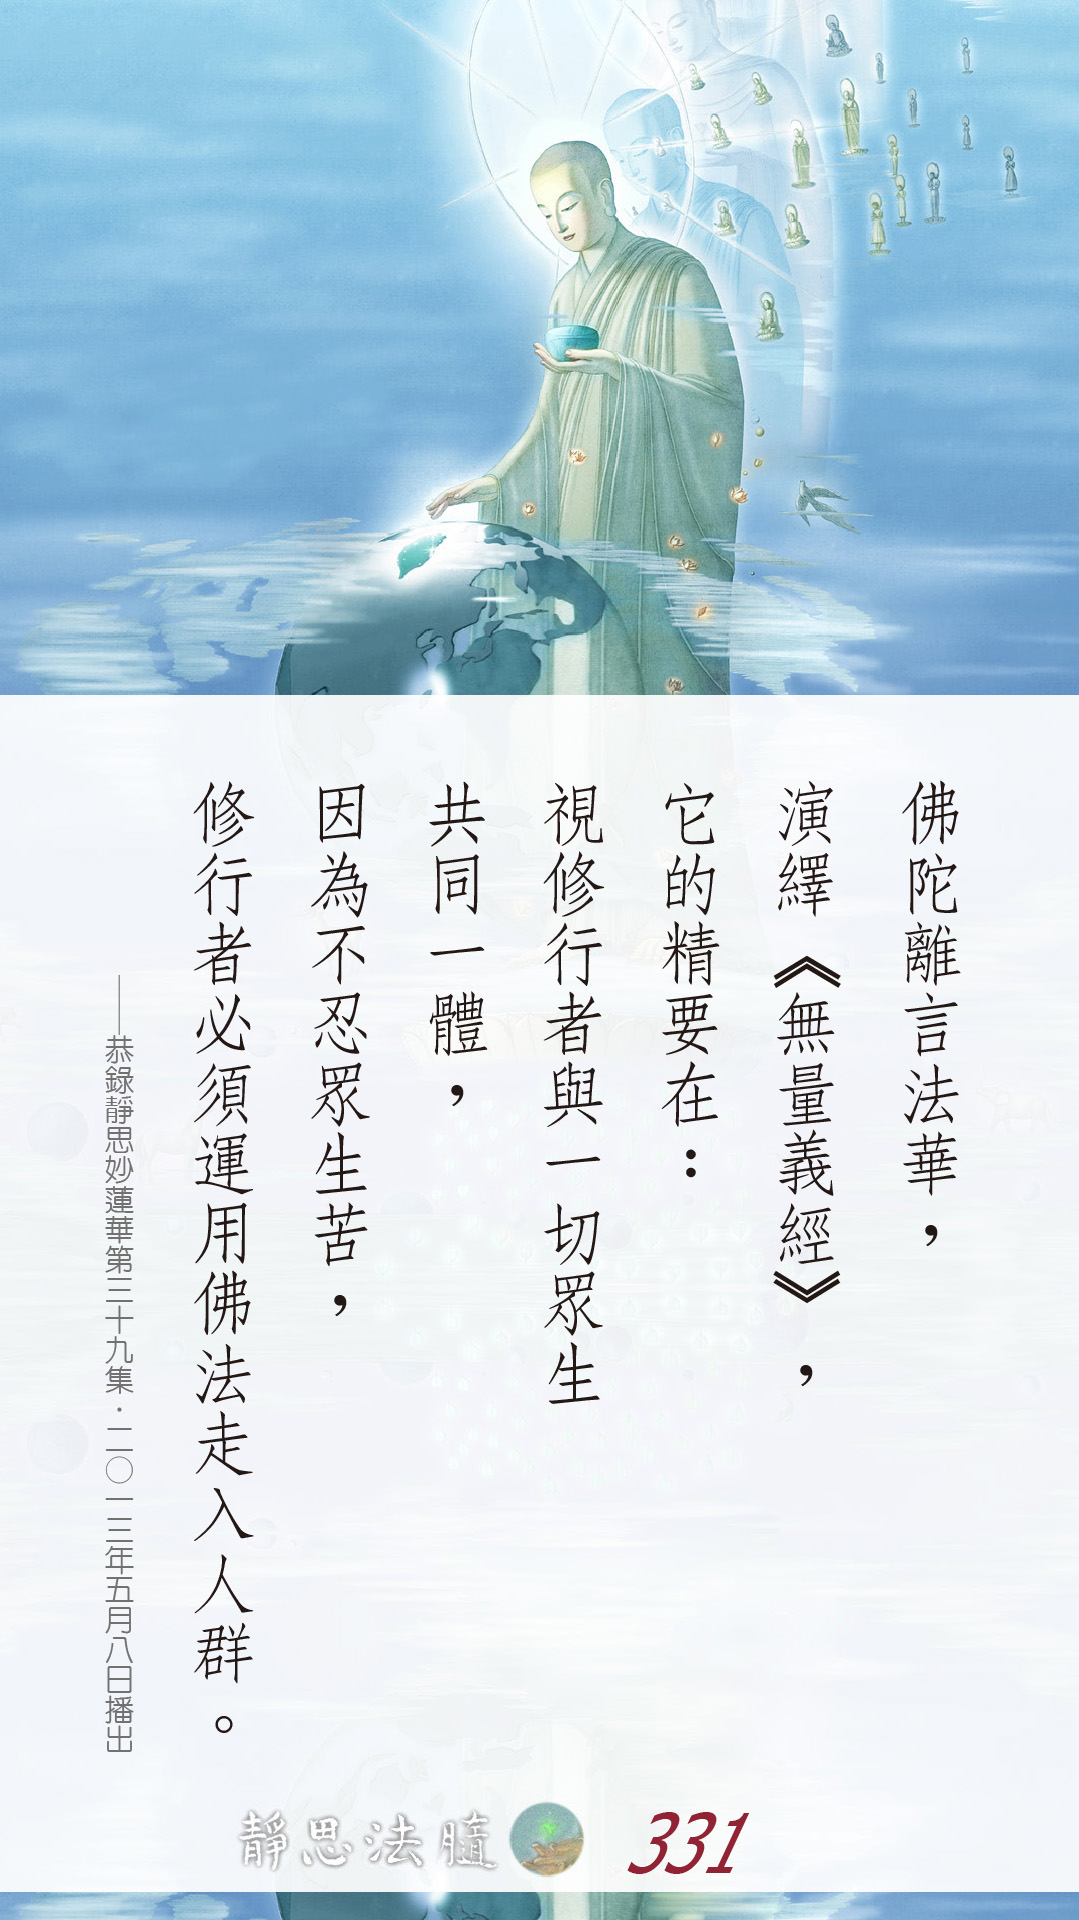 佛陀離言法華，
演繹《無量義經》，
它的精要在：
視修行者與一切眾生
共同一體，
因為不忍眾生苦，
修行者必須運用佛法走入人群。
——恭錄靜思妙蓮華第三十九集．二〇一三年五月八日播出
靜思法髓 331